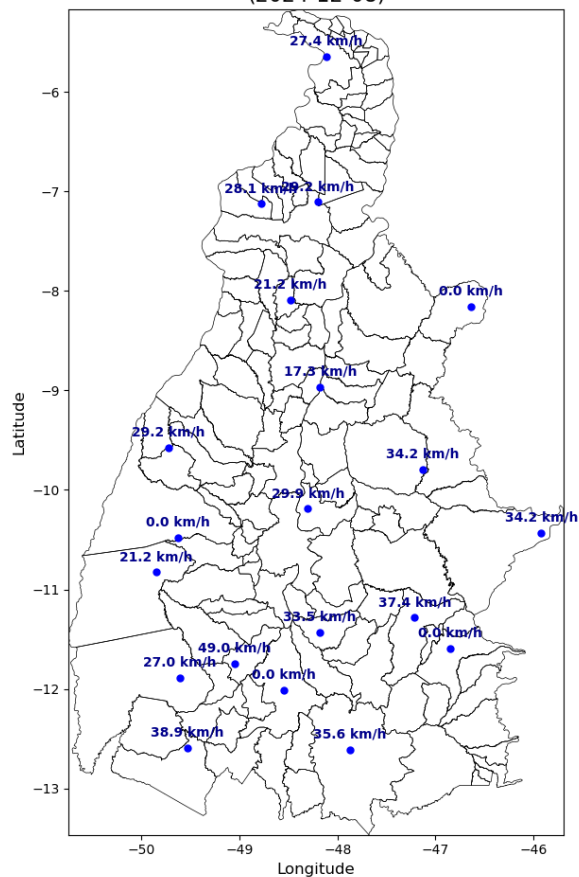 (2024-12-08)
27.4 km/h
28.1 km/h
29.2 km/h
21.2 km/h
0.0 km/h
17.3 km/h
29.2 km/h
34.2 km/h
29.9 km/h
0.0 km/h
34.2 km/h
21.2 km/h
37.4 km/h
33.5 km/h
0.0 km/h
49.0 km/h
27.0 km/h
0.0 km/h
38.9 km/h
35.6 km/h
−6
−7
−8
−9
−10
−11
−12
−13
Latitude
−50
−49
−48
−47
−46
Longitude